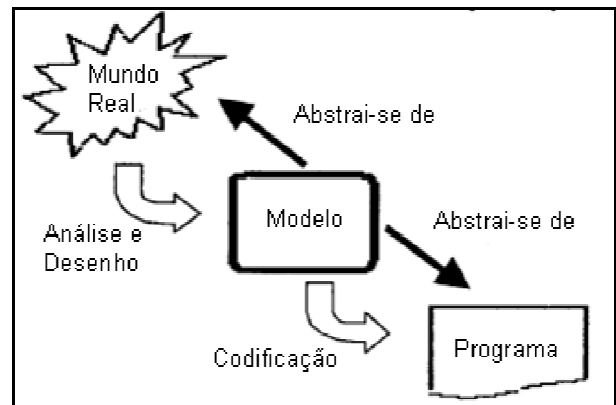 Mundo
Real
Abstrai-se de
Modelo
Análise e
Desenho
Abstrai-se de
Codificação
Programa